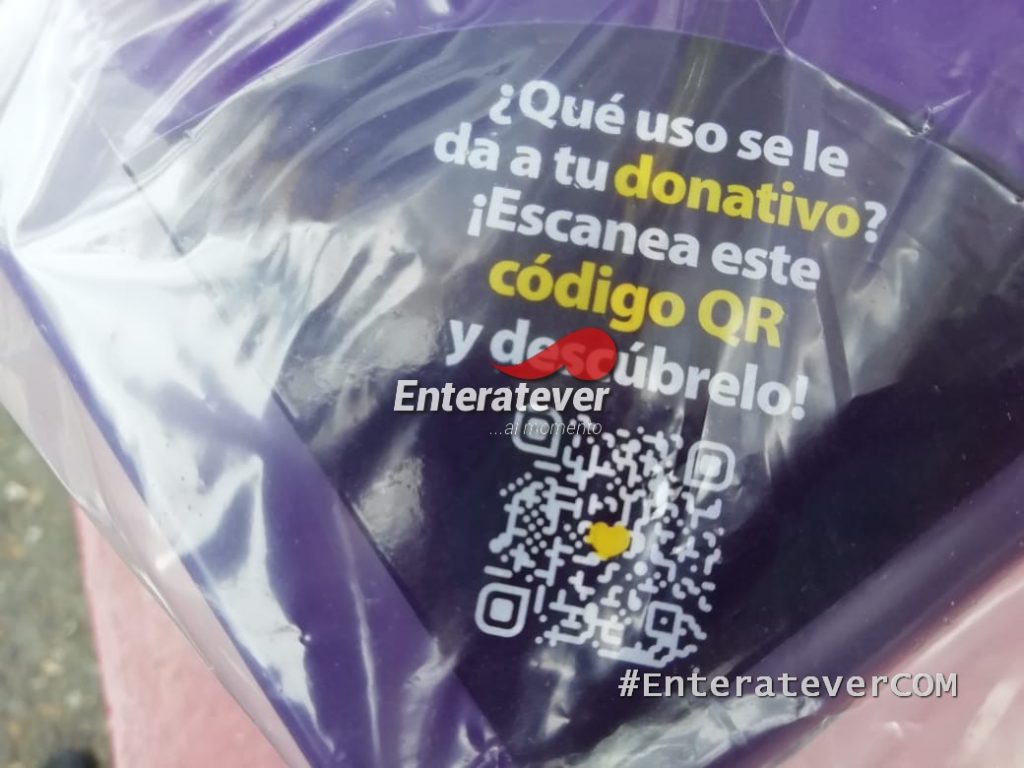 ¿Qué uso se le
da a tu donativo?
¡Escanea este
código QR
y descúbrelo!
Enteratever
...al momento
#EnterateverCOM